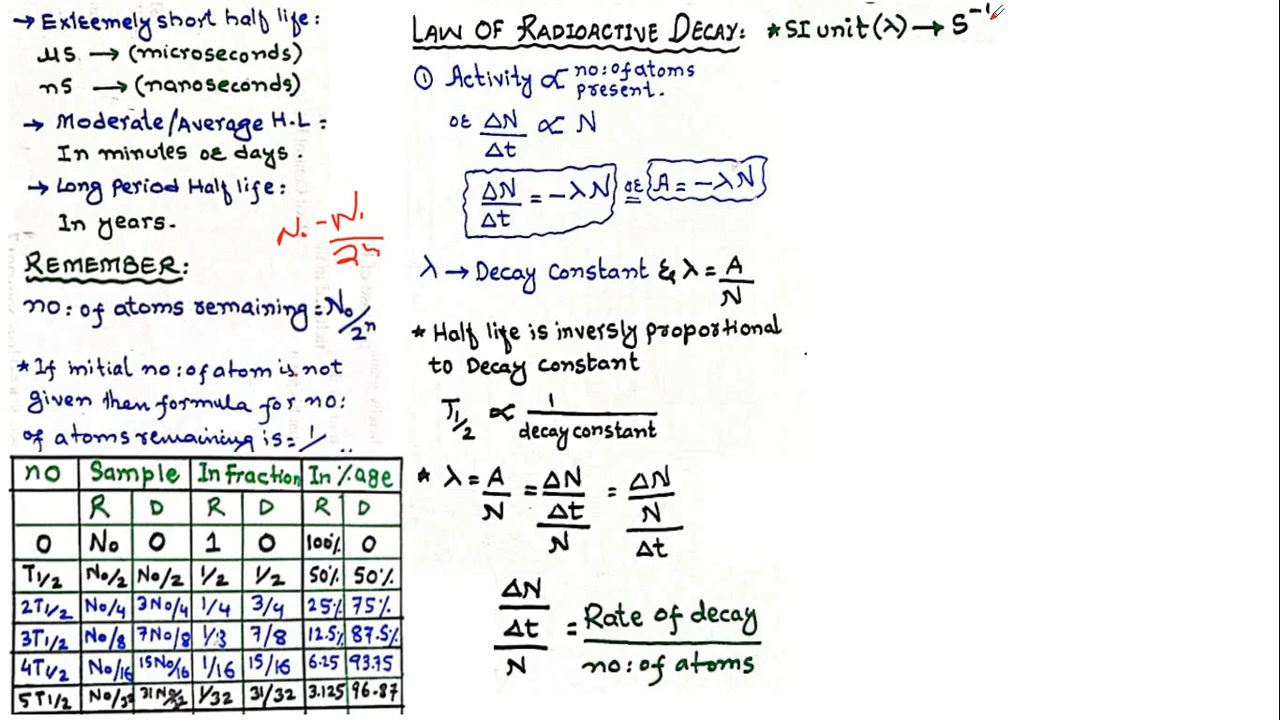 → Extremely short half life:
μs → (microseconds)
ns → (nanoseconds)
→ Moderate/Average H.L:
In minutes or days.
→ Long Period Half life:
In years.
N₀ - N₁/2ⁿ
REMEMBER:
no: of atoms remaining = N₀/2ⁿ
* If initial no: of atom is not
given then formula for no:
of atoms remaining is = 1/
no Sample In fraction In %age
R D R D R D
0 N₀ 0 1 0 100% 0
T1/2 N₀/2 N₀/2 1/2 1/2 50% 50%
2T1/2 N₀/4 3N₀/4 1/4 3/4 25% 75%
3T1/2 N₀/8 7N₀/8 1/3 7/8 12.5% 87.5%
4T1/2 N₀/16 15N₀/16 1/16 15/16 6.25 93.75
5T1/2 1/32 31/32 3.125 96.87
LAW OF RADIOACTIVE DECAY: * SI unit (λ) → S⁻¹
① Activity ∝ no: of atoms
present.
or ΔN/Δt ∝ N
ΔN/Δt = -λN or A = -λN
λ → Decay Constant & λ = A/N
* Half life is inversly proportional
to Decay constant
T1/2 ∝ 1/decay constant
* λ = A/N = ΔN/Δt/N = ΔN/N/Δt
ΔN/Δt/N = Rate of decay/no: of atoms